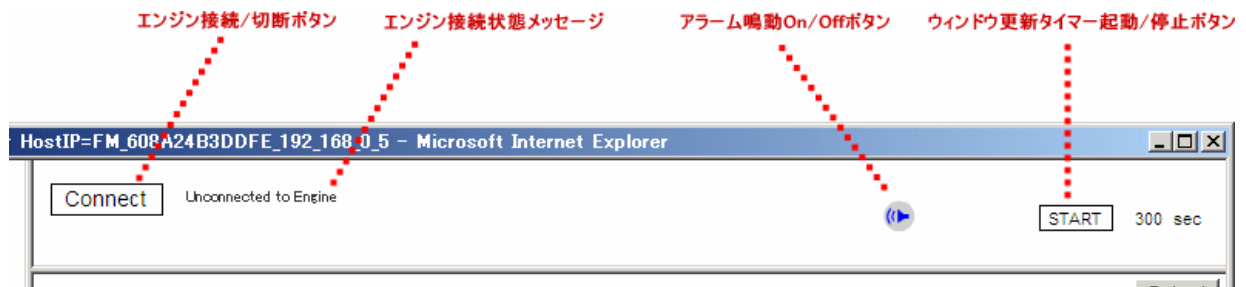 エンジン接続/切断ボタン エンジン接続状態メッセージ アラーム鳴動On/Offボタン ウィンドウ更新タイマー起動/停止ボタン
HostIP=FM_608A24B3DDFE_192_168_0_5 - Microsoft Internet Explorer
Connect Unconnected to Engine
START 300 sec